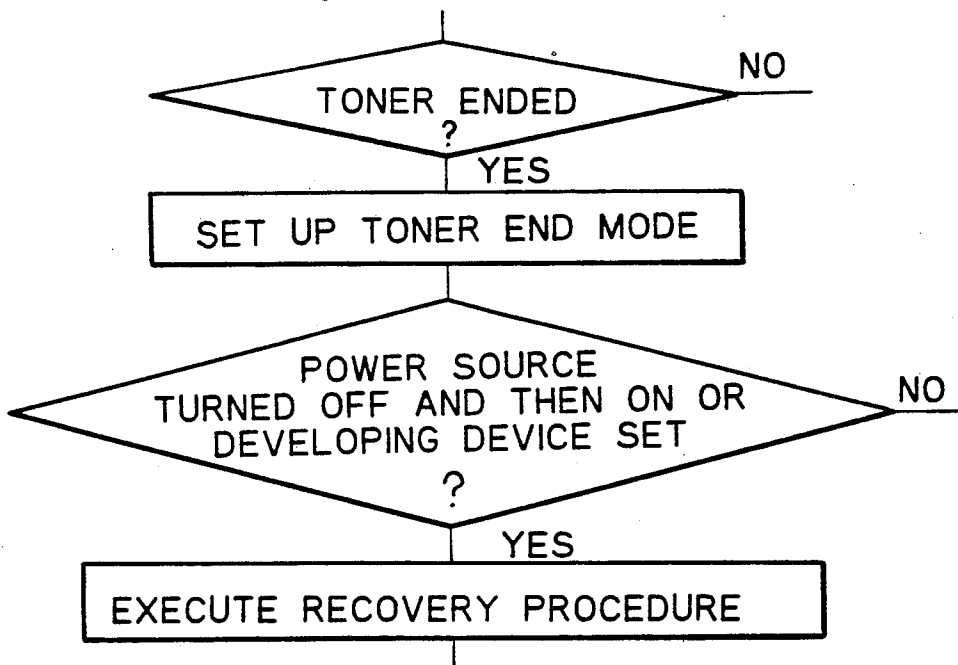 NO
TONER ENDED
?
YES
SET UP TONER END MODE
POWER SOURCE
TURNED OFF AND THEN ON OR
DEVELOPING DEVICE SET
?
NO
YES
EXECUTE RECOVERY PROCEDURE